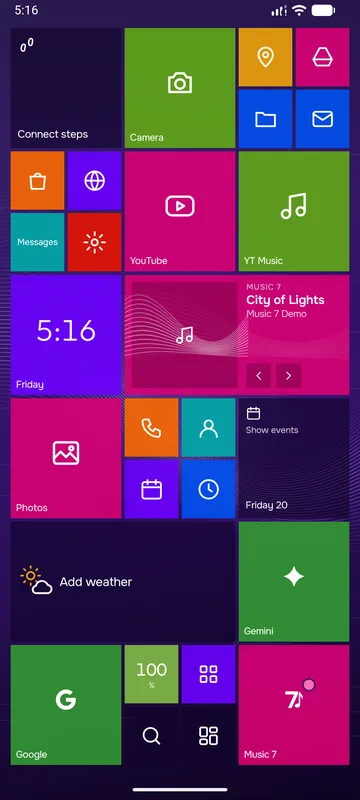 5:16
00
Connect steps
Camera
Messages
YouTube
YT Music
5:16
Friday
MUSIC 7
City of Lights
Music 7 Demo
Photos
Show events
Friday 20
Add weather
Gemini
Google
100
%
7
Music 7